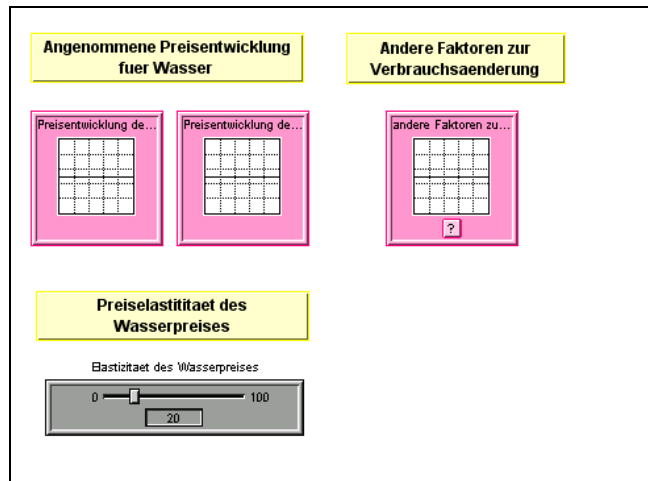 Angenommene Preisentwicklung
fuer Wasser
Andere Faktoren zur
Verbrauchsaenderung
Preisentwicklung de...
Preisentwicklung de...
andere Faktoren zu...
?
Preiselastititaet des
Wasserpreises
Elastizitaet des Wasserpreises
0 100
20